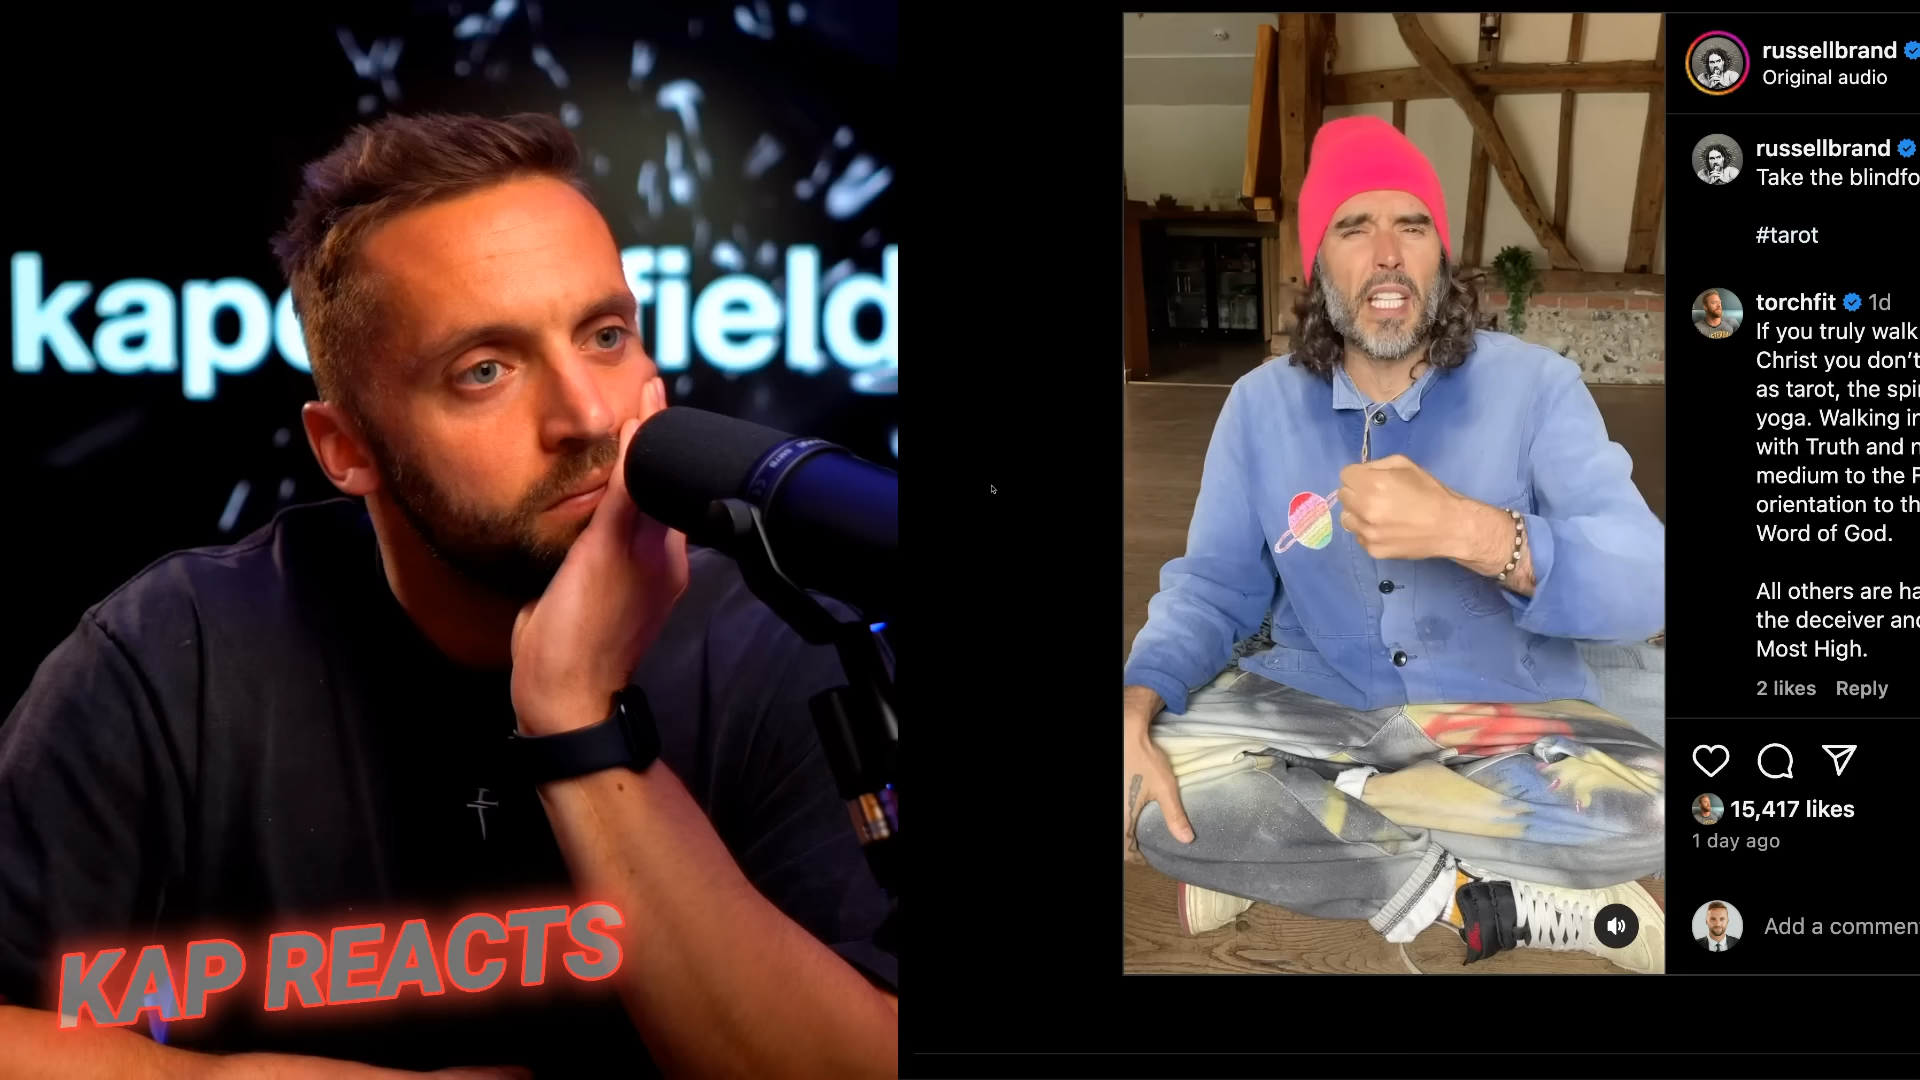 kap
field
KAP REACTS
russellbrand
Original audio
russellbrand
Take the blindfo
#tarot
torchfit 1d
If you truly walk
Christ you don't
as tarot, the spi
yoga. Walking in
with Truth and
medium to the F
orientation to th
Word of God.
All others are ha
the deceiver and
Most High.
2 likes Reply
15,417 likes
1 day ago
Add a commen